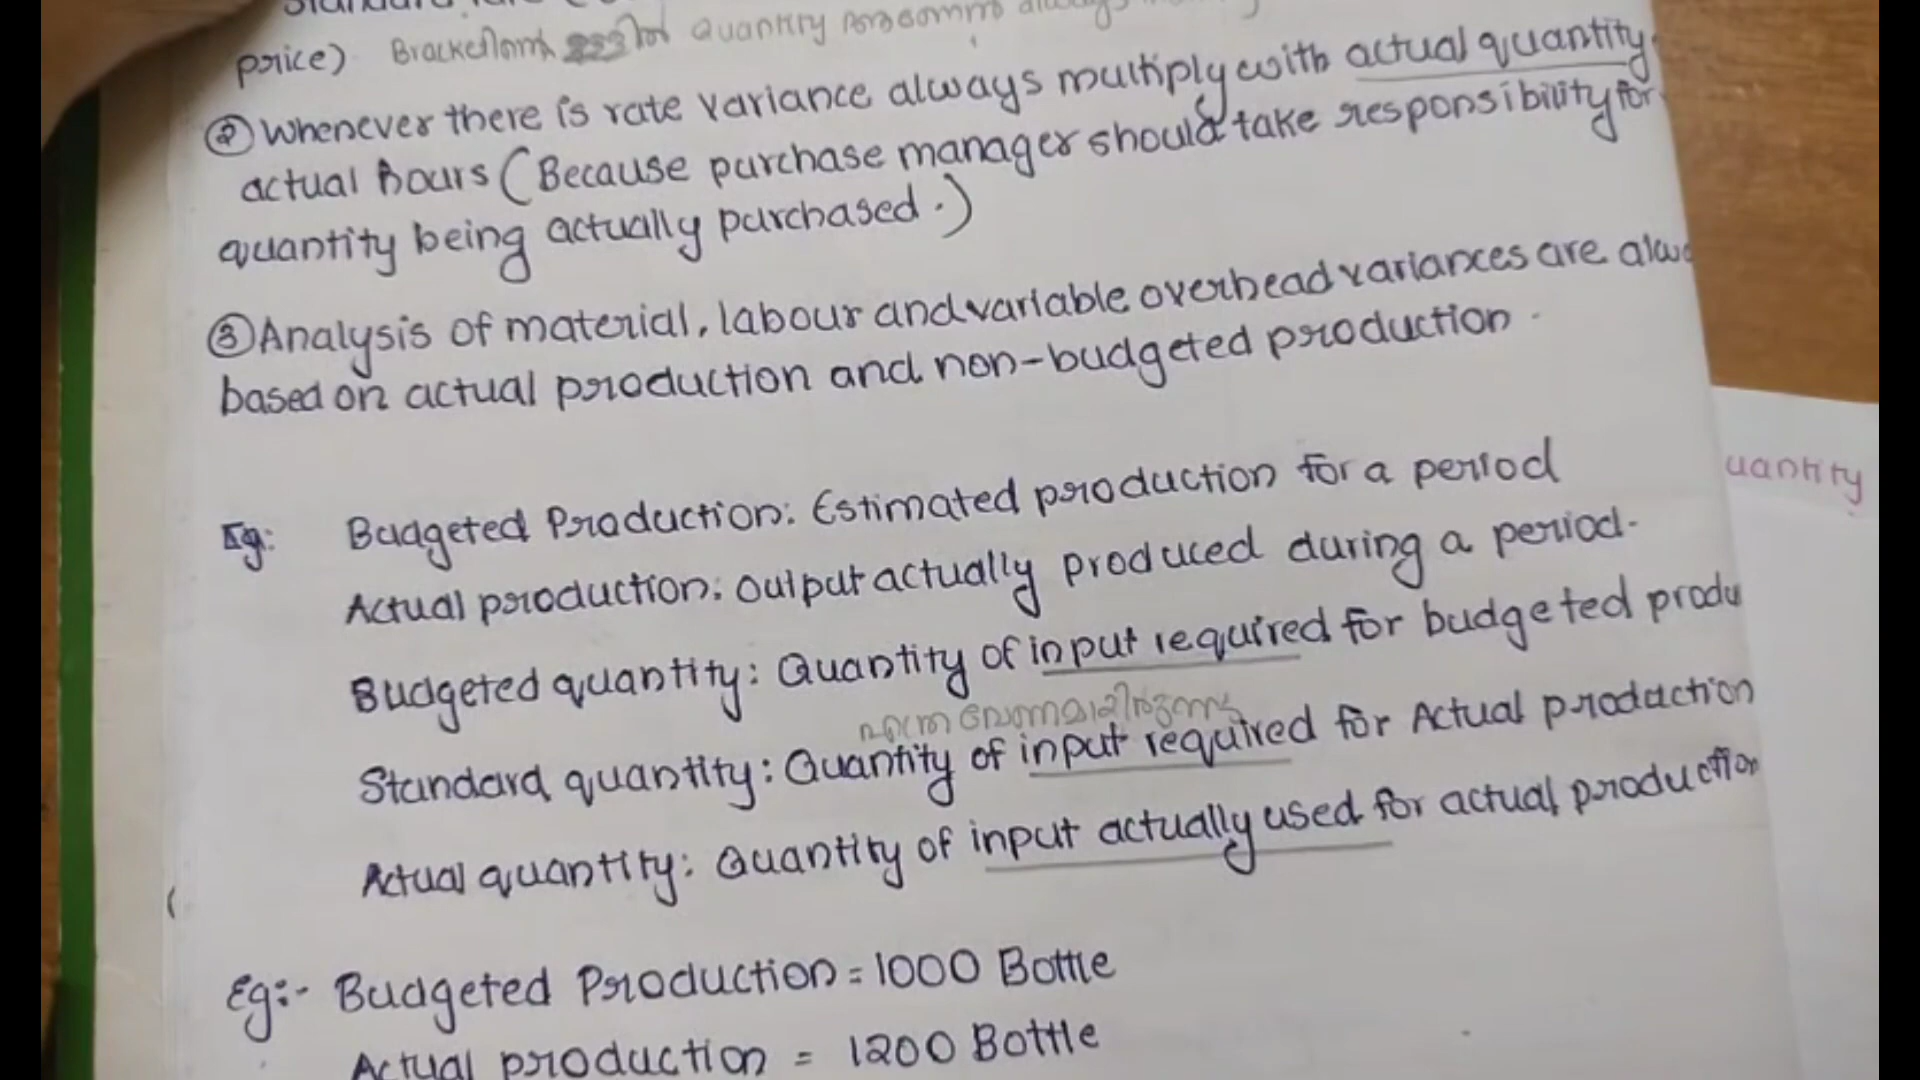 price) quantity always
② Whenever there is rate variance always multiply with actual quantity
actual hours (Because purchase manager should take responsibility for
quantity being actually purchased.)
③ Analysis of material, labour and variable overhead variances are alwa
based on actual production and non-budgeted production.
Eg: Budgeted Production: Estimated production for a period
Actual production: output actually produced during a period.
Budgeted quantity: Quantity of input required for budgeted produ
Standard quantity: Quantity of input required for Actual production
Actual quantity: Quantity of input actually used for actual production
Eg:- Budgeted Production = 1000 Bottle
Actual production = 1200 Bottle
uantity